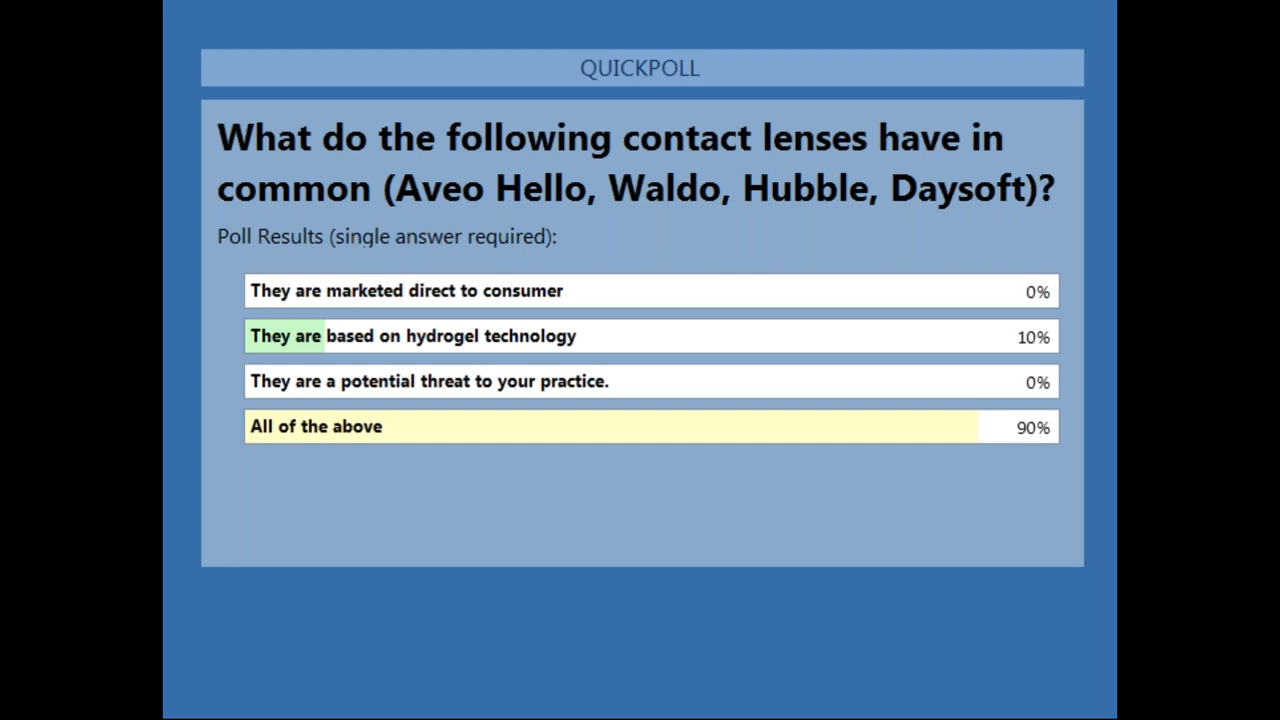 QUICKPOLL
What do the following contact lenses have in
common (Aveo Hello, Waldo, Hubble, Daysoft)?
Poll Results (single answer required):
They are marketed direct to consumer 0%
They are based on hydrogel technology 10%
They are a potential threat to your practice. 0%
All of the above 90%